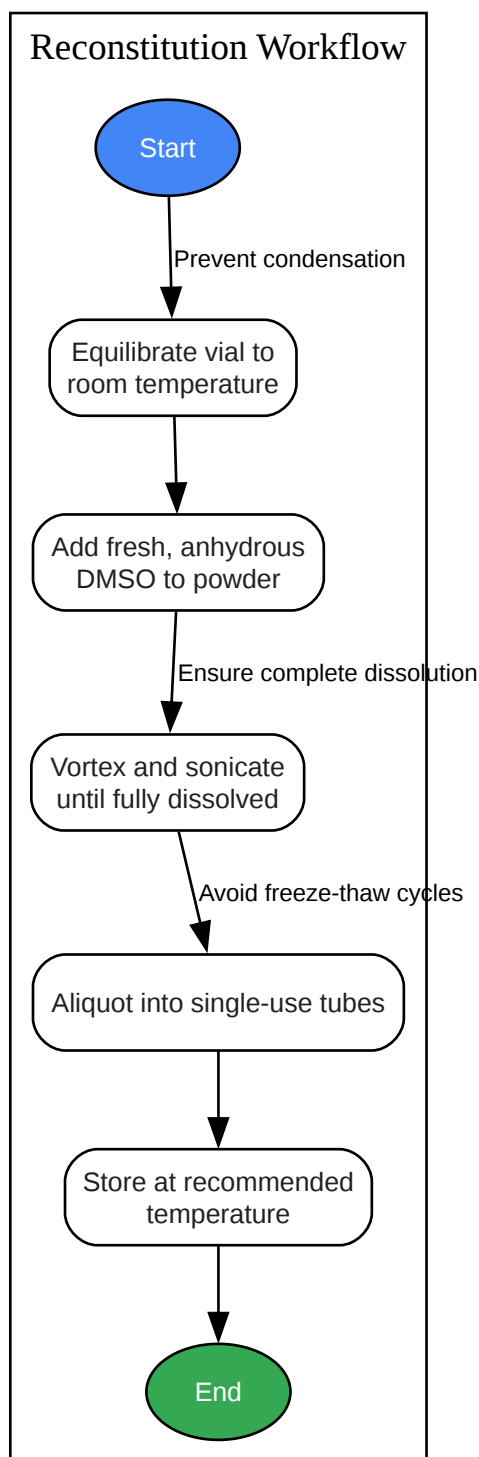 Reconstitution Workflow
Start
Prevent condensation
Equilibrate vial to
room temperature
Add fresh, anhydrous
DMSO to powder
Ensure complete dissolution
Vortex and sonicate
until fully dissolved
Avoid freeze-thaw cycles
Aliquot into single-use tubes
Store at recommended
temperature
End